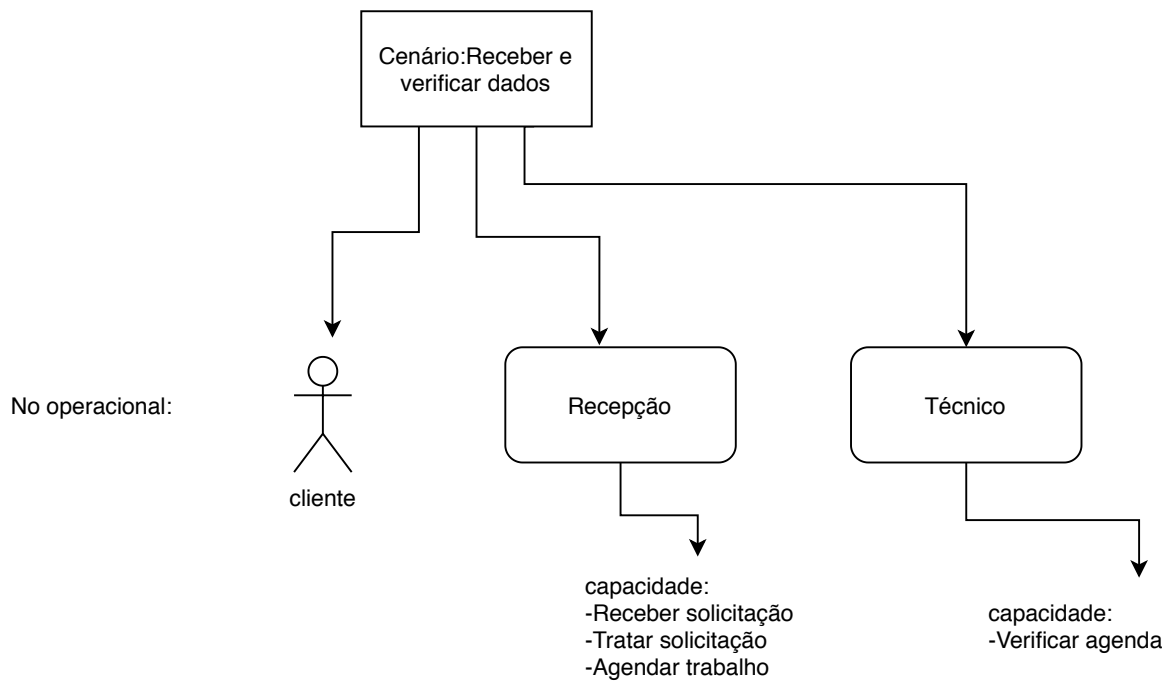 Cenário:Receber e
verificar dados
No operacional:
cliente
Recepção
Técnico
capacidade:
-Receber solicitação
-Tratar solicitação
-Agendar trabalho
capacidade:
-Verificar agenda